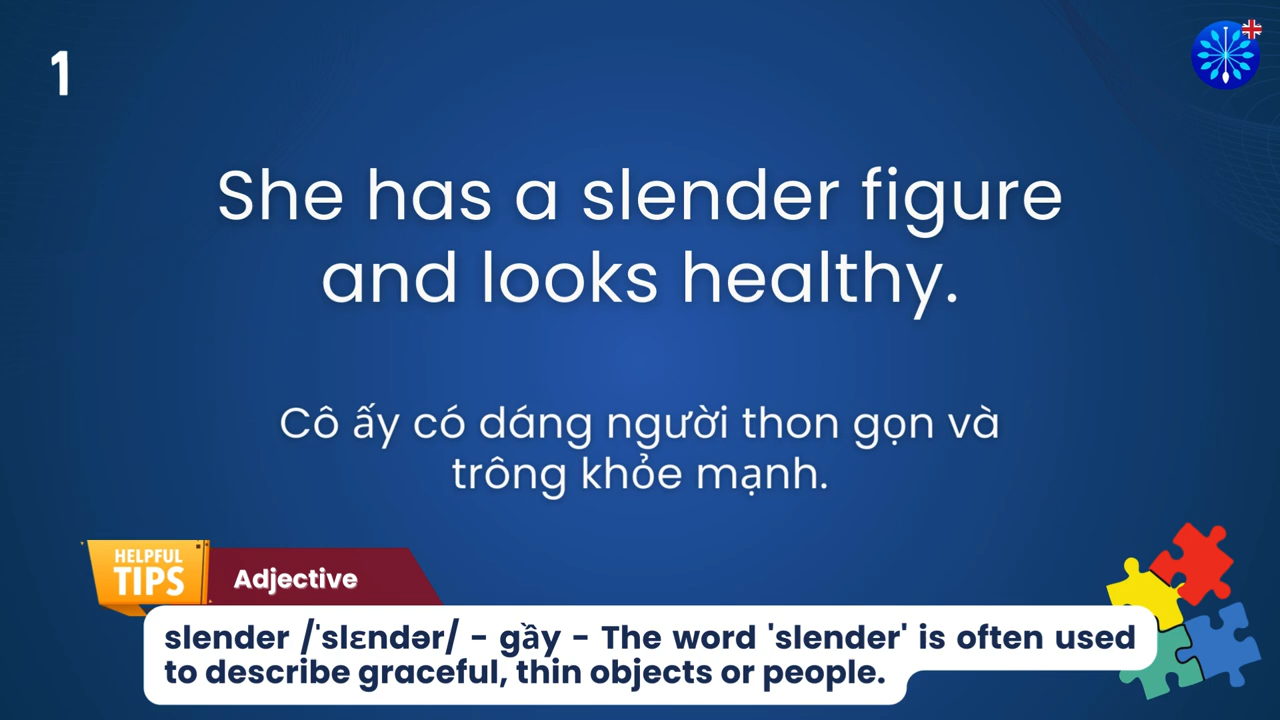 1
She has a slender figure
and looks healthy.
Cô ấy có dáng người thon gọn và
trông khỏe mạnh.
HELPFUL
TIPS
Adjective
slender /ˈslɛndər/ - gầy - The word 'slender' is often used
to describe graceful, thin objects or people.